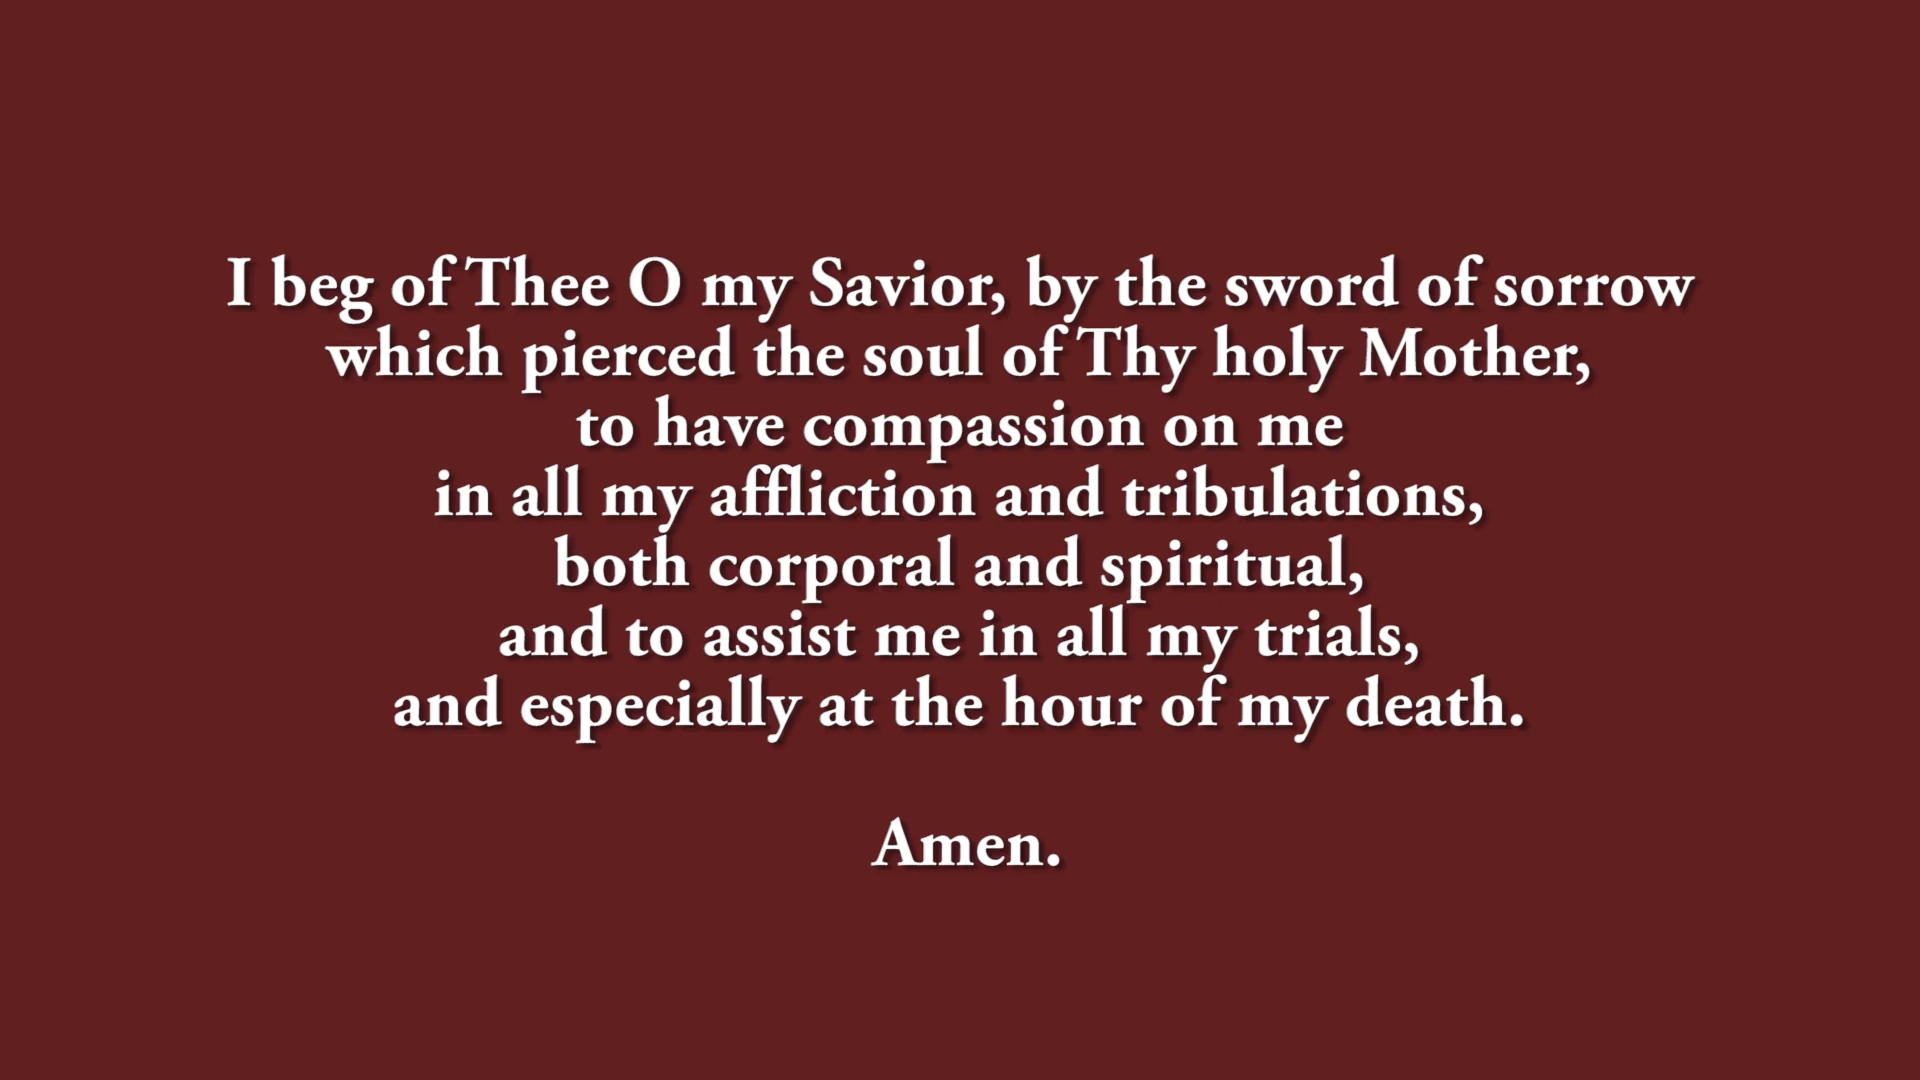 I beg of Thee O my Savior, by the sword of sorrow
which pierced the soul of Thy holy Mother,
to have compassion on me
in all my affliction and tribulations,
both corporal and spiritual,
and to assist me in all my trials,
and especially at the hour of my death.
Amen.